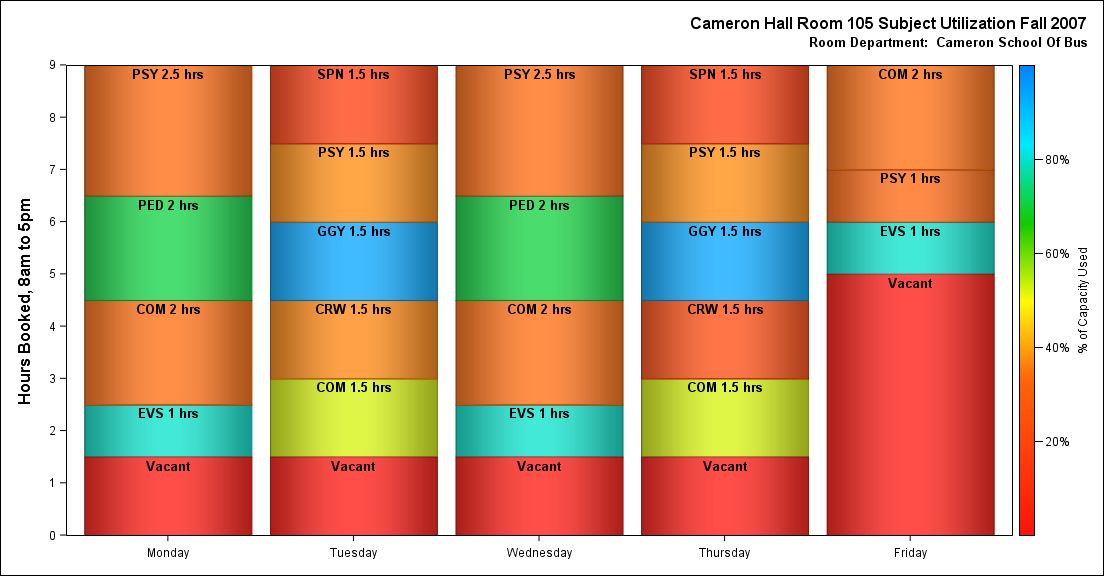 Cameron Hall Room 105 Subject Utilization Fall 2007
Room Department:  Cameron School Of Bus
Hours Booked, 8am to 5pm
9
8
7
6
5
4
3
2
1
0
PSY 2.5 hrs
PED 2 hrs
COM 2 hrs
EVS 1 hrs
Vacant
Monday
SPN 1.5 hrs
PSY 1.5 hrs
GGY 1.5 hrs
CRW 1.5 hrs
COM 1.5 hrs
Vacant
Tuesday
PSY 2.5 hrs
PED 2 hrs
COM 2 hrs
EVS 1 hrs
Vacant
Wednesday
SPN 1.5 hrs
PSY 1.5 hrs
GGY 1.5 hrs
CRW 1.5 hrs
COM 1.5 hrs
Vacant
Thursday
COM 2 hrs
PSY 1 hrs
EVS 1 hrs
Vacant
Friday
80%
60%
40%
20%
% of Capacity Used